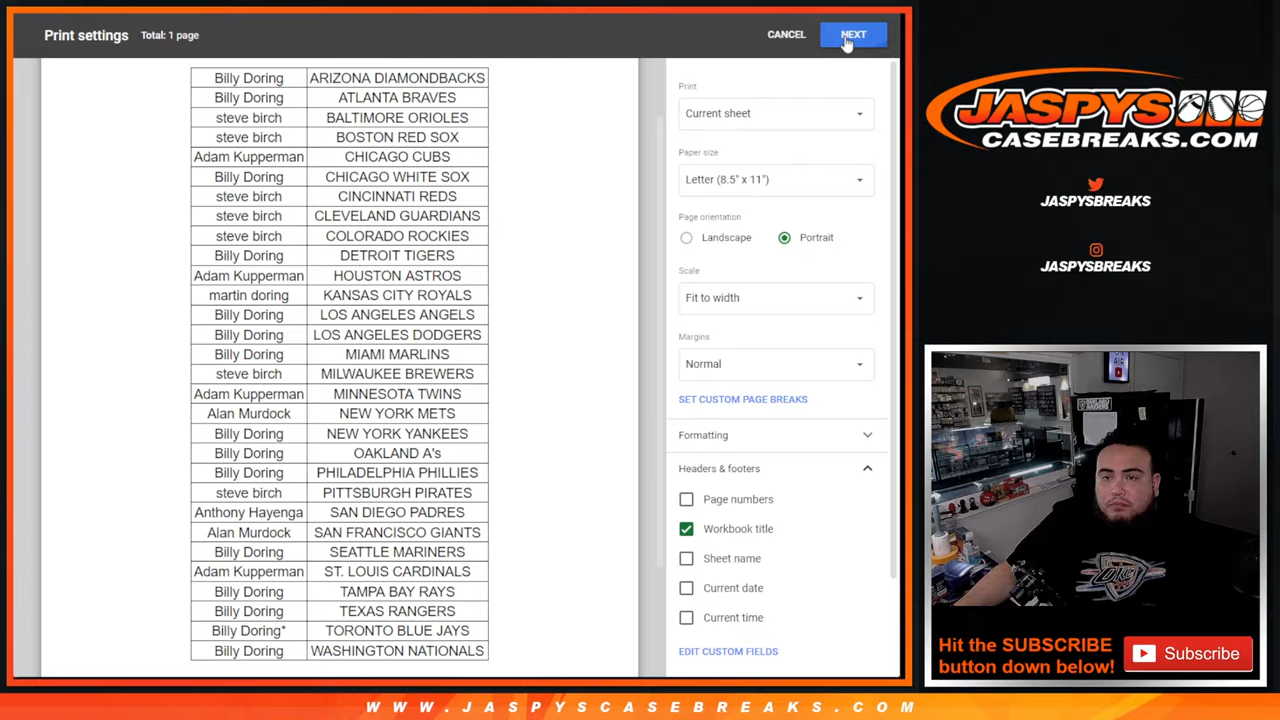 Print settings Total: 1 page CANCEL NEXT
Billy Doring ARIZONA DIAMONDBACKS
Billy Doring ATLANTA BRAVES
steve birch BALTIMORE ORIOLES
steve birch BOSTON RED SOX
Adam Kupperman CHICAGO CUBS
Billy Doring CHICAGO WHITE SOX
steve birch CINCINNATI REDS
steve birch CLEVELAND GUARDIANS
steve birch COLORADO ROCKIES
Billy Doring DETROIT TIGERS
Adam Kupperman HOUSTON ASTROS
martin doring KANSAS CITY ROYALS
Billy Doring LOS ANGELES ANGELS
Billy Doring LOS ANGELES DODGERS
Billy Doring MIAMI MARLINS
steve birch MILWAUKEE BREWERS
Adam Kupperman MINNESOTA TWINS
Alan Murdock NEW YORK METS
Billy Doring NEW YORK YANKEES
Billy Doring OAKLAND A's
Billy Doring PHILADELPHIA PHILLIES
steve birch PITTSBURGH PIRATES
Anthony Hayenga SAN DIEGO PADRES
Alan Murdock SAN FRANCISCO GIANTS
Billy Doring SEATTLE MARINERS
Adam Kupperman ST. LOUIS CARDINALS
Billy Doring TAMPA BAY RAYS
Billy Doring TEXAS RANGERS
Billy Doring* TORONTO BLUE JAYS
Billy Doring WASHINGTON NATIONALS
Print
Current sheet
Paper size
Letter (8.5" x 11")
Page orientation
Landscape Portrait
Scale
Fit to width
Margins
Normal
SET CUSTOM PAGE BREAKS
Formatting
Headers & footers
Page numbers
Workbook title
Sheet name
Current date
Current time
EDIT CUSTOM FIELDS
JASPYS
CASEBREAKS.COM
JASPYSBREAKS
JASPYSBREAKS
OKC
Hit the SUBSCRIBE
button down below!
Subscribe
WWW.JASPYSCASEBREAKS.COM